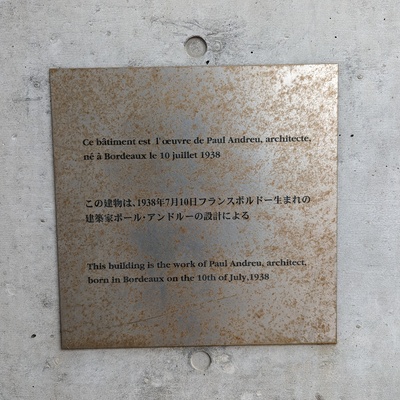 Ce bâtiment est l'œuvre de Paul Andreu, architecte,
né à Bordeaux le 10 juillet 1938
この建物は、1938年7月10日フランスボルドー生まれの
建築家ポール・アンドルーの設計による
This building is the work of Paul Andreu, architect,
born in Bordeaux on the 10th of July,1938